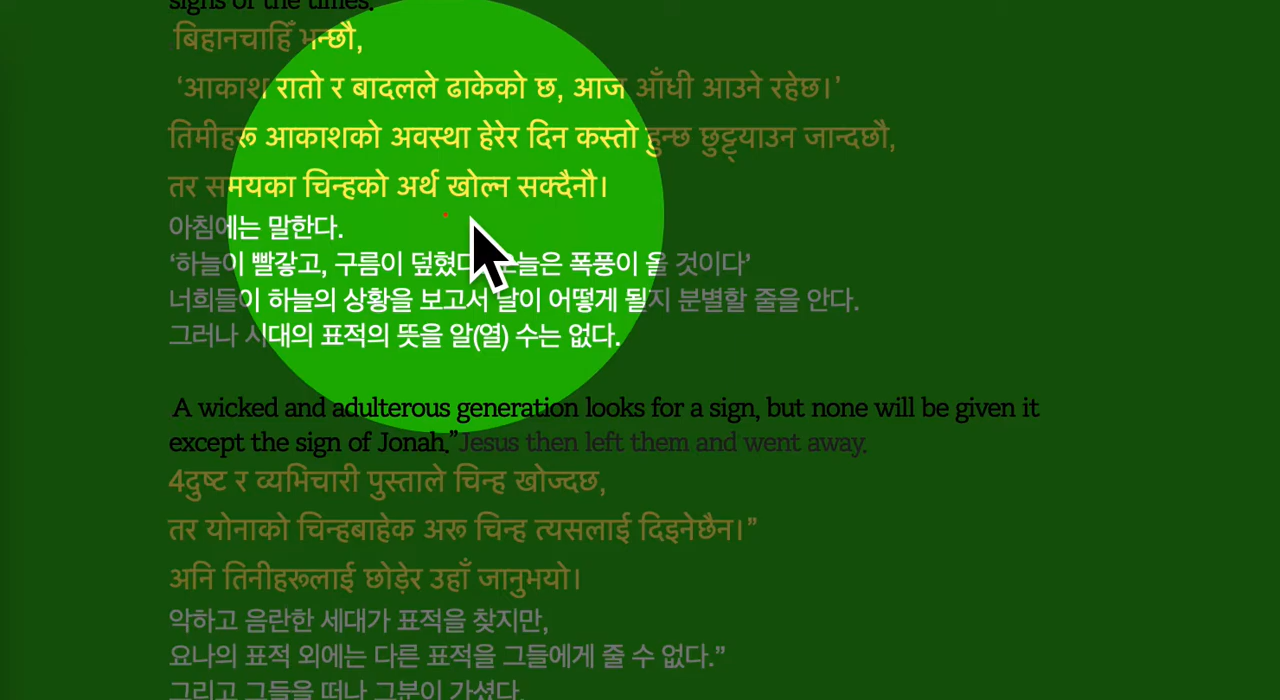 signs of the times.
बिहानचाहिँ भन्छौ,
‘आकाश रातो र बादलले ढाकेको छ, आज आँधी आउने रहेछ।’
तिमीहरू आकाशको अवस्था हेरेर दिन कस्तो हुन्छ छुट्ट्याउन जान्दछौ,
तर समयका चिन्हको अर्थ खोल्न सक्दैनौ।
아침에는 말한다.
‘하늘이 빨갛고, 구름이 덮혔다 오늘은 폭풍이 올 것이다’
너희들이 하늘의 상황을 보고서 날이 어떻게 될지 분별할 줄을 안다.
그러나 시대의 표적의 뜻을 알(열) 수는 없다.
A wicked and adulterous generation looks for a sign, but none will be given it
except the sign of Jonah.”Jesus then left them and went away.
4दुष्ट र व्यभिचारी पुस्ताले चिन्ह खोज्दछ,
तर योनाको चिन्हबाहेक अरू चिन्ह त्यसलाई दिइनेछैन।”
अनि तिनीहरूलाई छोड़ेर उहाँ जानुभयो।
악하고 음란한 세대가 표적을 찾지만,
요나의 표적 외에는 다른 표적을 그들에게 줄 수 없다.”
그리고 그들을 떠나 그분이 가셨다.